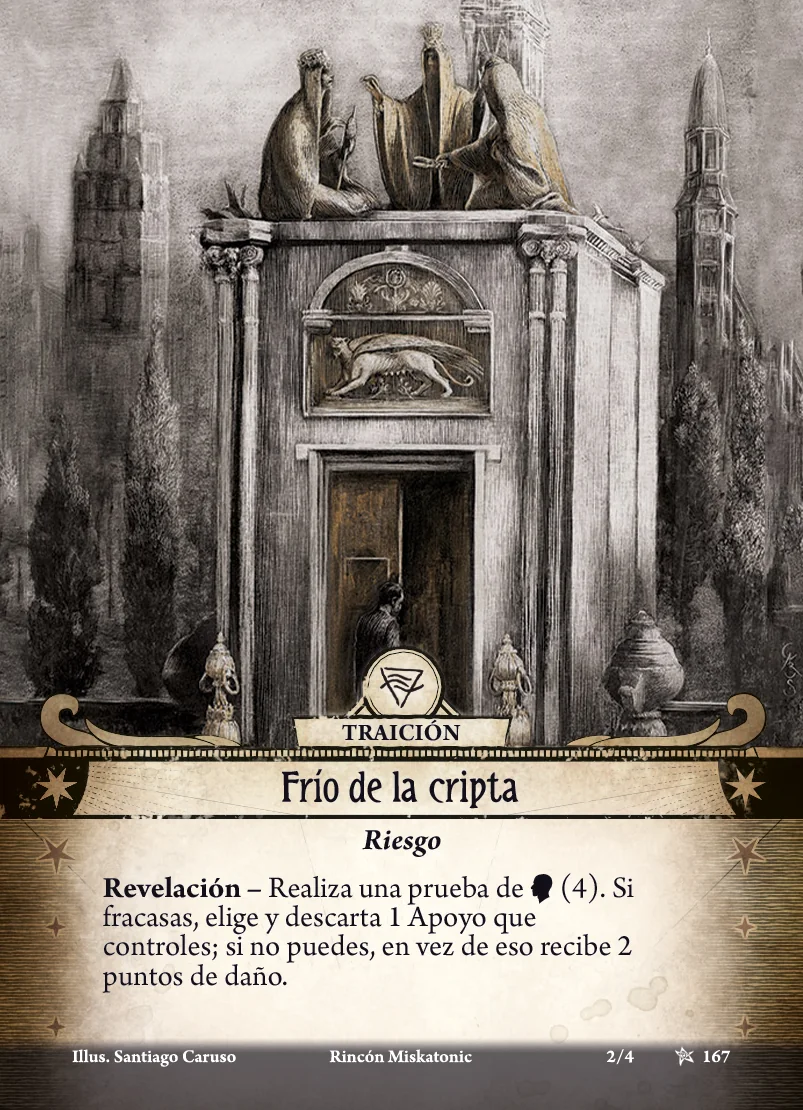 TRAICIÓN
Frío de la cripta
Riesgo
Revelación – Realiza una prueba de (4). Si
fracasas, elige y descarta 1 Apoyo que
controles; si no puedes, en vez de eso recibe 2
puntos de daño.
Illus. Santiago Caruso Rincón Miskatonic 2/4 167